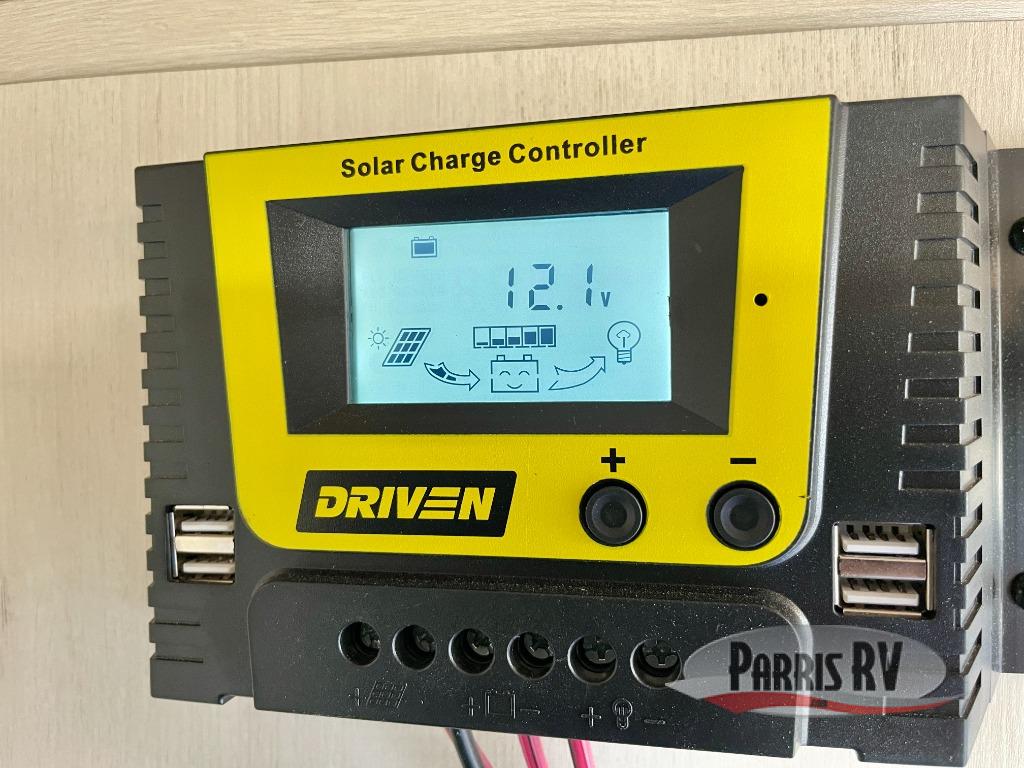 Solar Charge Controller
12.1v
DRIVEN
+ −
+ − + −
+ −
PARRIS RV